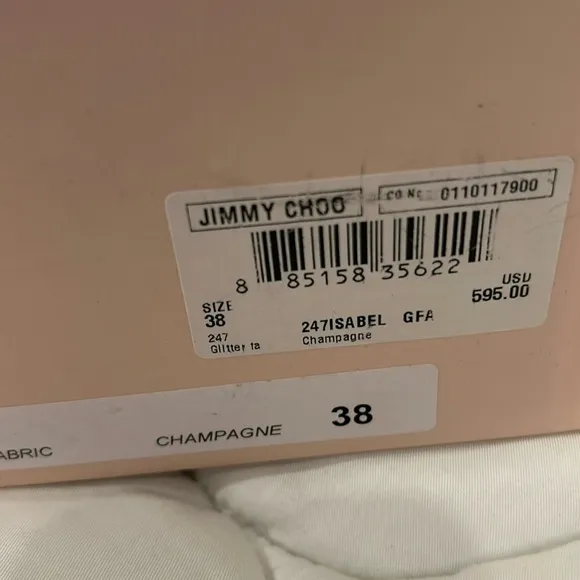 JIMMY CHOO
CO No. 0110117900
8 85158 35622
SIZE
38
USD
595.00
247ISABEL GFA
247
Glitter fa
Champagne
ABRIC CHAMPAGNE 38